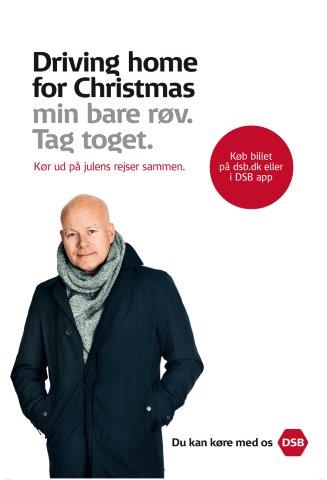 Driving home
for Christmas
min bare røv.
Tag toget.
Kør ud på julens rejser sammen.
Køb billet
på dsb.dk eller
i DSB app
Du kan køre med os DSB